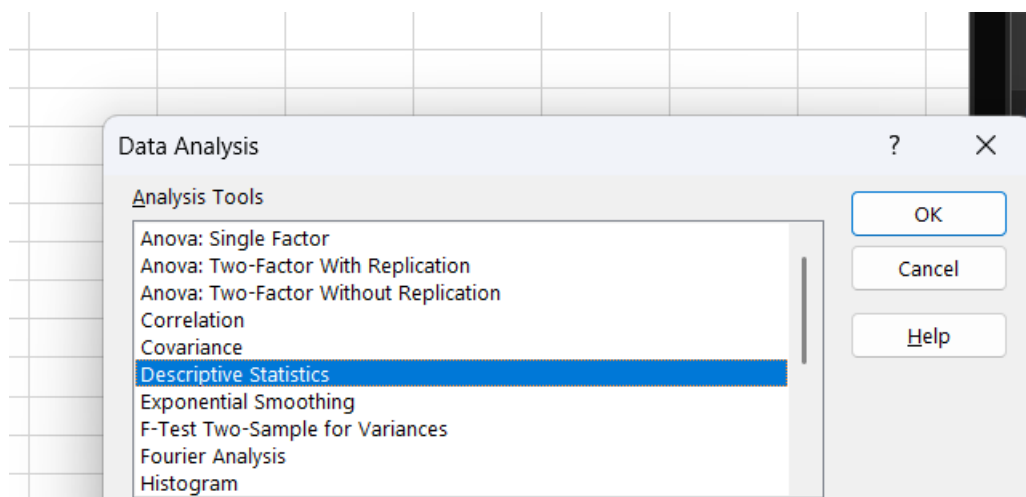 Data Analysis ?
Analysis Tools
OK
Cancel
Help
Anova: Single Factor
Anova: Two-Factor With Replication
Anova: Two-Factor Without Replication
Correlation
Covariance
Descriptive Statistics
Exponential Smoothing
F-Test Two-Sample for Variances
Fourier Analysis
Histogram